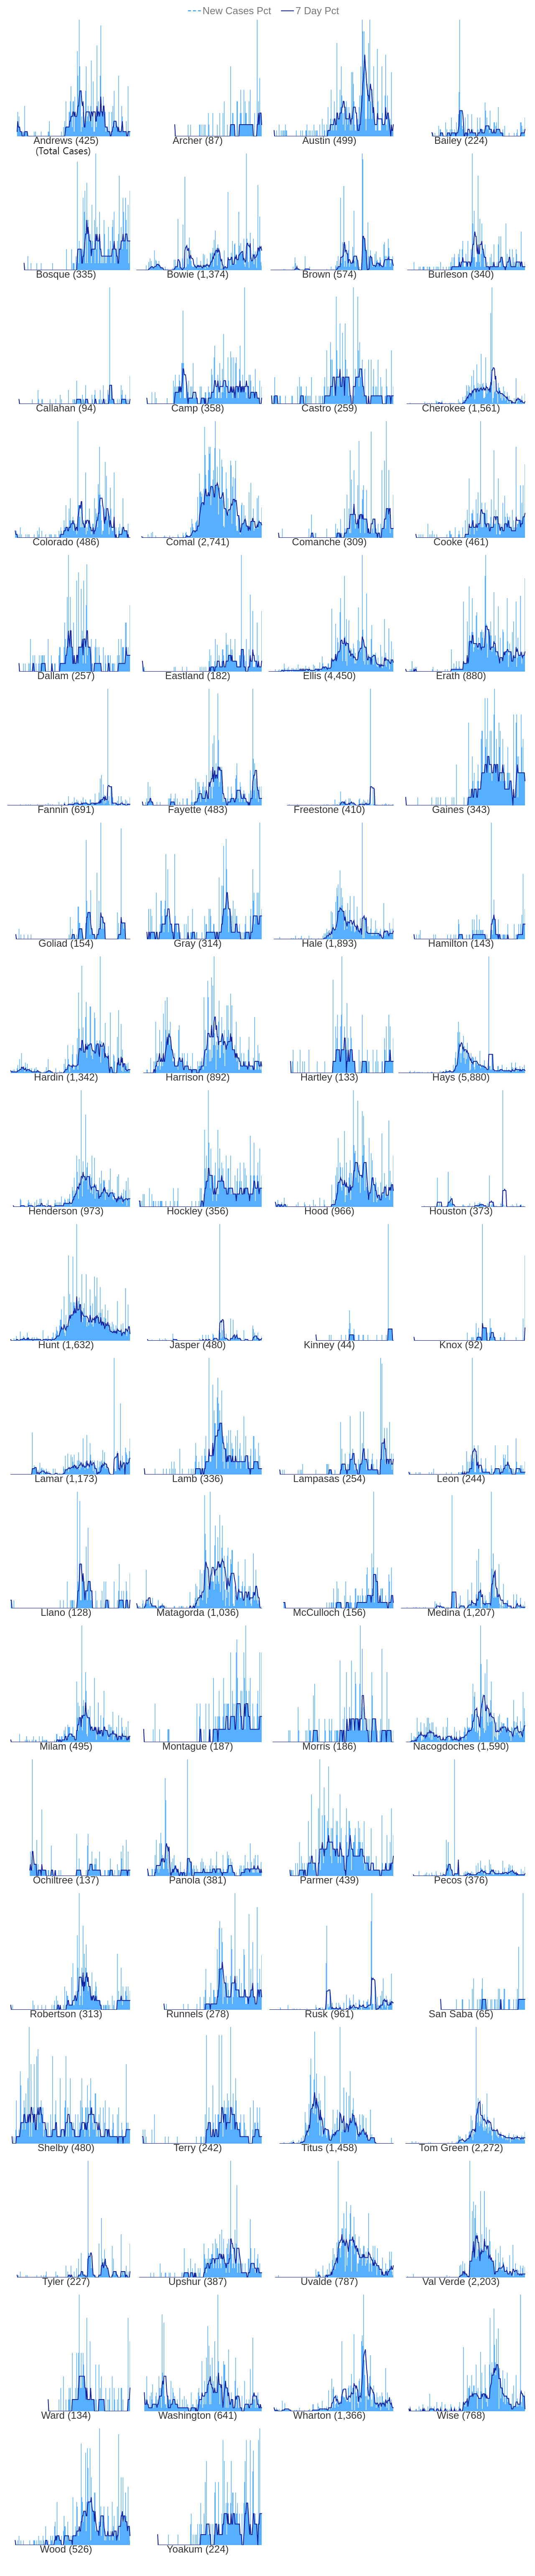 New Cases Pct 7 Day Pct
Andrews (425) Archer (87) Austin (499) Bailey (224)
(Total Cases)
Bosque (335) Bowie (1,374) Brown (574) Burleson (340)
Callahan (94) Camp (358) Castro (259) Cherokee (1,561)
Colorado (486) Comal (2,741) Comanche (309) Cooke (461)
Dallam (257) Eastland (182) Ellis (4,450) Erath (880)
Fannin (691) Fayette (483) Freestone (410) Gaines (343)
Goliad (154) Gray (314) Hale (1,893) Hamilton (143)
Hardin (1,342) Harrison (892) Hartley (133) Hays (5,880)
Henderson (973) Hockley (356) Hood (966) Houston (373)
Hunt (1,632) Jasper (480) Kinney (44) Knox (92)
Lamar (1,173) Lamb (336) Lampasas (254) Leon (244)
Llano (128) Matagorda (1,036) McCulloch (156) Medina (1,207)
Milam (495) Montague (187) Morris (186) Nacogdoches (1,590)
Ochiltree (137) Panola (381) Parmer (439) Pecos (376)
Robertson (313) Runnels (278) Rusk (961) San Saba (65)
Shelby (480) Terry (242) Titus (1,458) Tom Green (2,272)
Tyler (227) Upshur (387) Uvalde (787) Val Verde (2,203)
Ward (134) Washington (641) Wharton (1,366) Wise (768)
Wood (526) Yoakum (224)